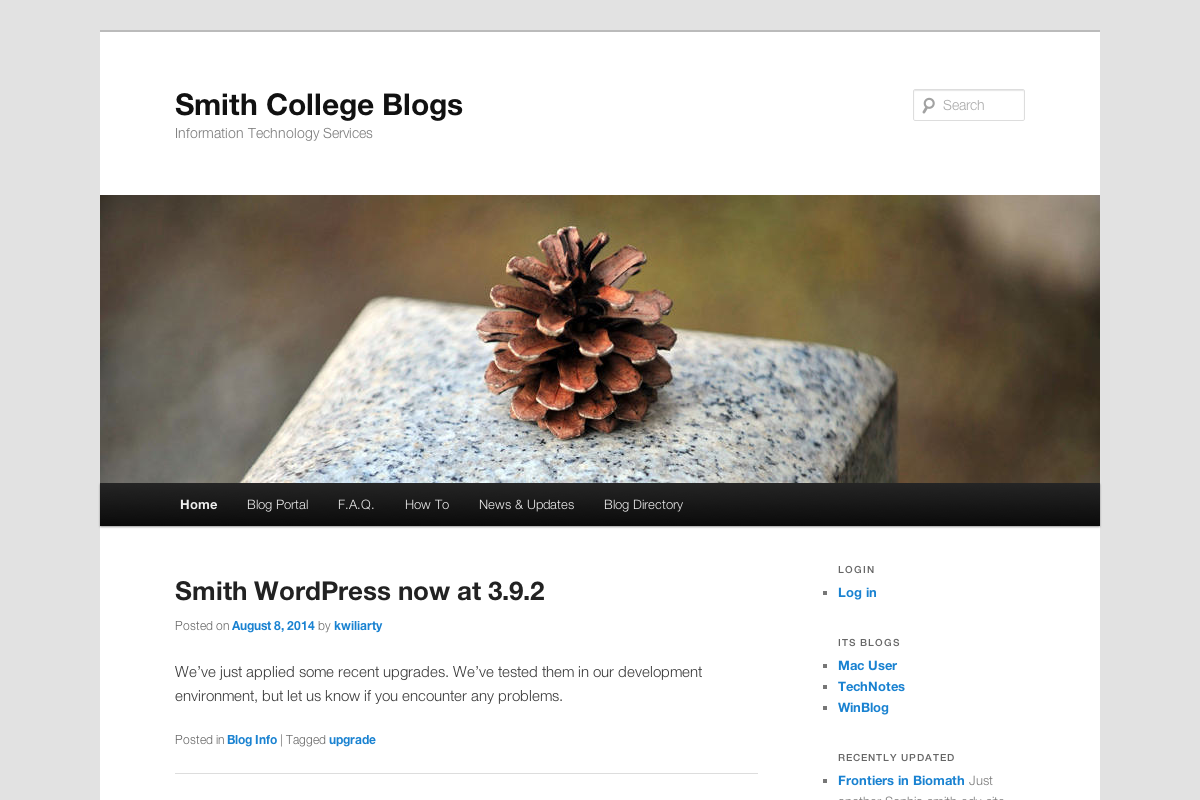 Smith College Blogs
Information Technology Services
Search
Home
Blog Portal
F.A.Q.
How To
News & Updates
Blog Directory
Smith WordPress now at 3.9.2
Posted on August 8, 2014 by kwiliarty
We’ve just applied some recent upgrades. We’ve tested them in our development
environment, but let us know if you encounter any problems.
Posted in Blog Info | Tagged upgrade
LOGIN
Log in
ITS BLOGS
Mac User
TechNotes
WinBlog
RECENTLY UPDATED
Frontiers in Biomath Just